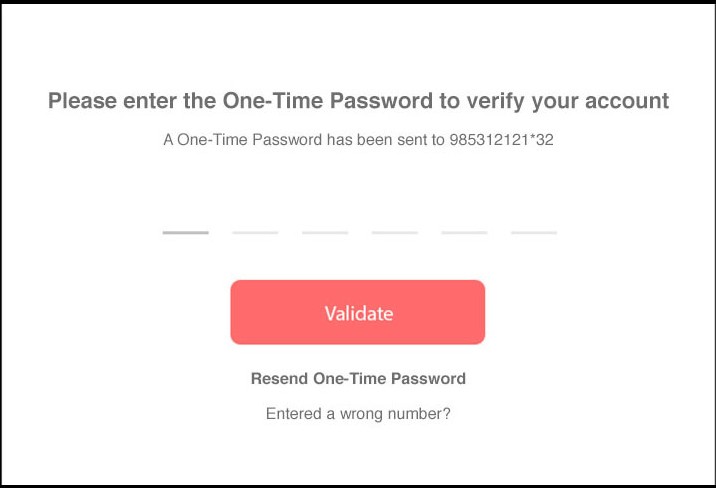 Please enter the One-Time Password to verify your account
A One-Time Password has been sent to 985312121*32
Validate
Resend One-Time Password
Entered a wrong number?